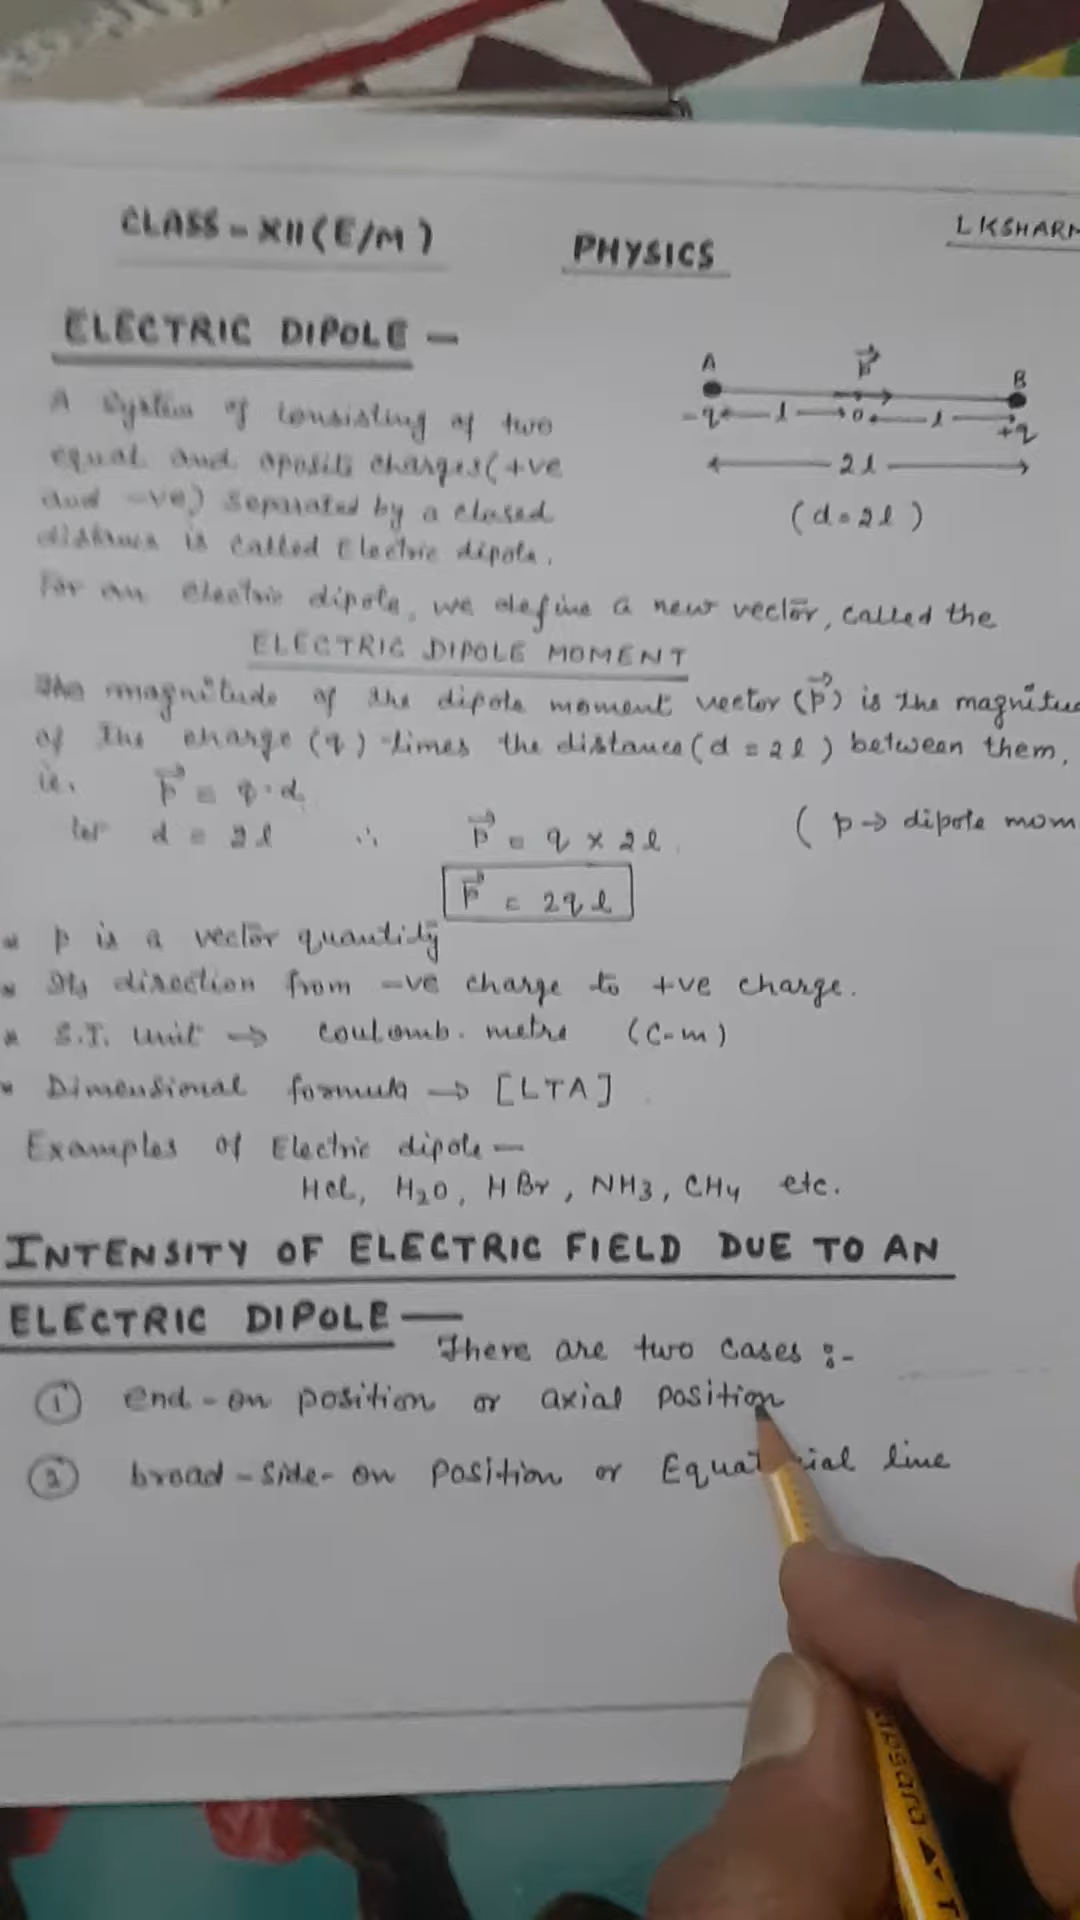 CLASS - XII (E/M)
PHYSICS
LKSHARM
ELECTRIC DIPOLE —
A p⃗ B
-q l o l +q
2l
(d = 2l)
A system of consisting of two
equal and oposite charges (+ve
and -ve) separated by a closed
distance is called Electric dipole.
For an electric dipole, we define a new vector, called the
ELECTRIC DIPOLE MOMENT
The magnitude of the dipole moment vector (p⃗) is the magnitud
of the charge (q) times the distance (d = 2l) between them,
ie. p⃗ = q·d
let d = 2l ∴ p⃗ = q × 2l (p → dipole mom
p⃗ = 2ql
* p is a vector quantity
* Its direction from -ve charge to +ve charge.
* S.I. Unit → coulomb. metre (C-m)
* Dimensional formula → [LTA]
Examples of Electric dipole —
HCl, H₂O, HBr, NH3, CH4 etc.
INTENSITY OF ELECTRIC FIELD DUE TO AN
ELECTRIC DIPOLE —
There are two cases :-
① end-on position or axial position
② broad-side-on position or Equat ial line
Kiesara